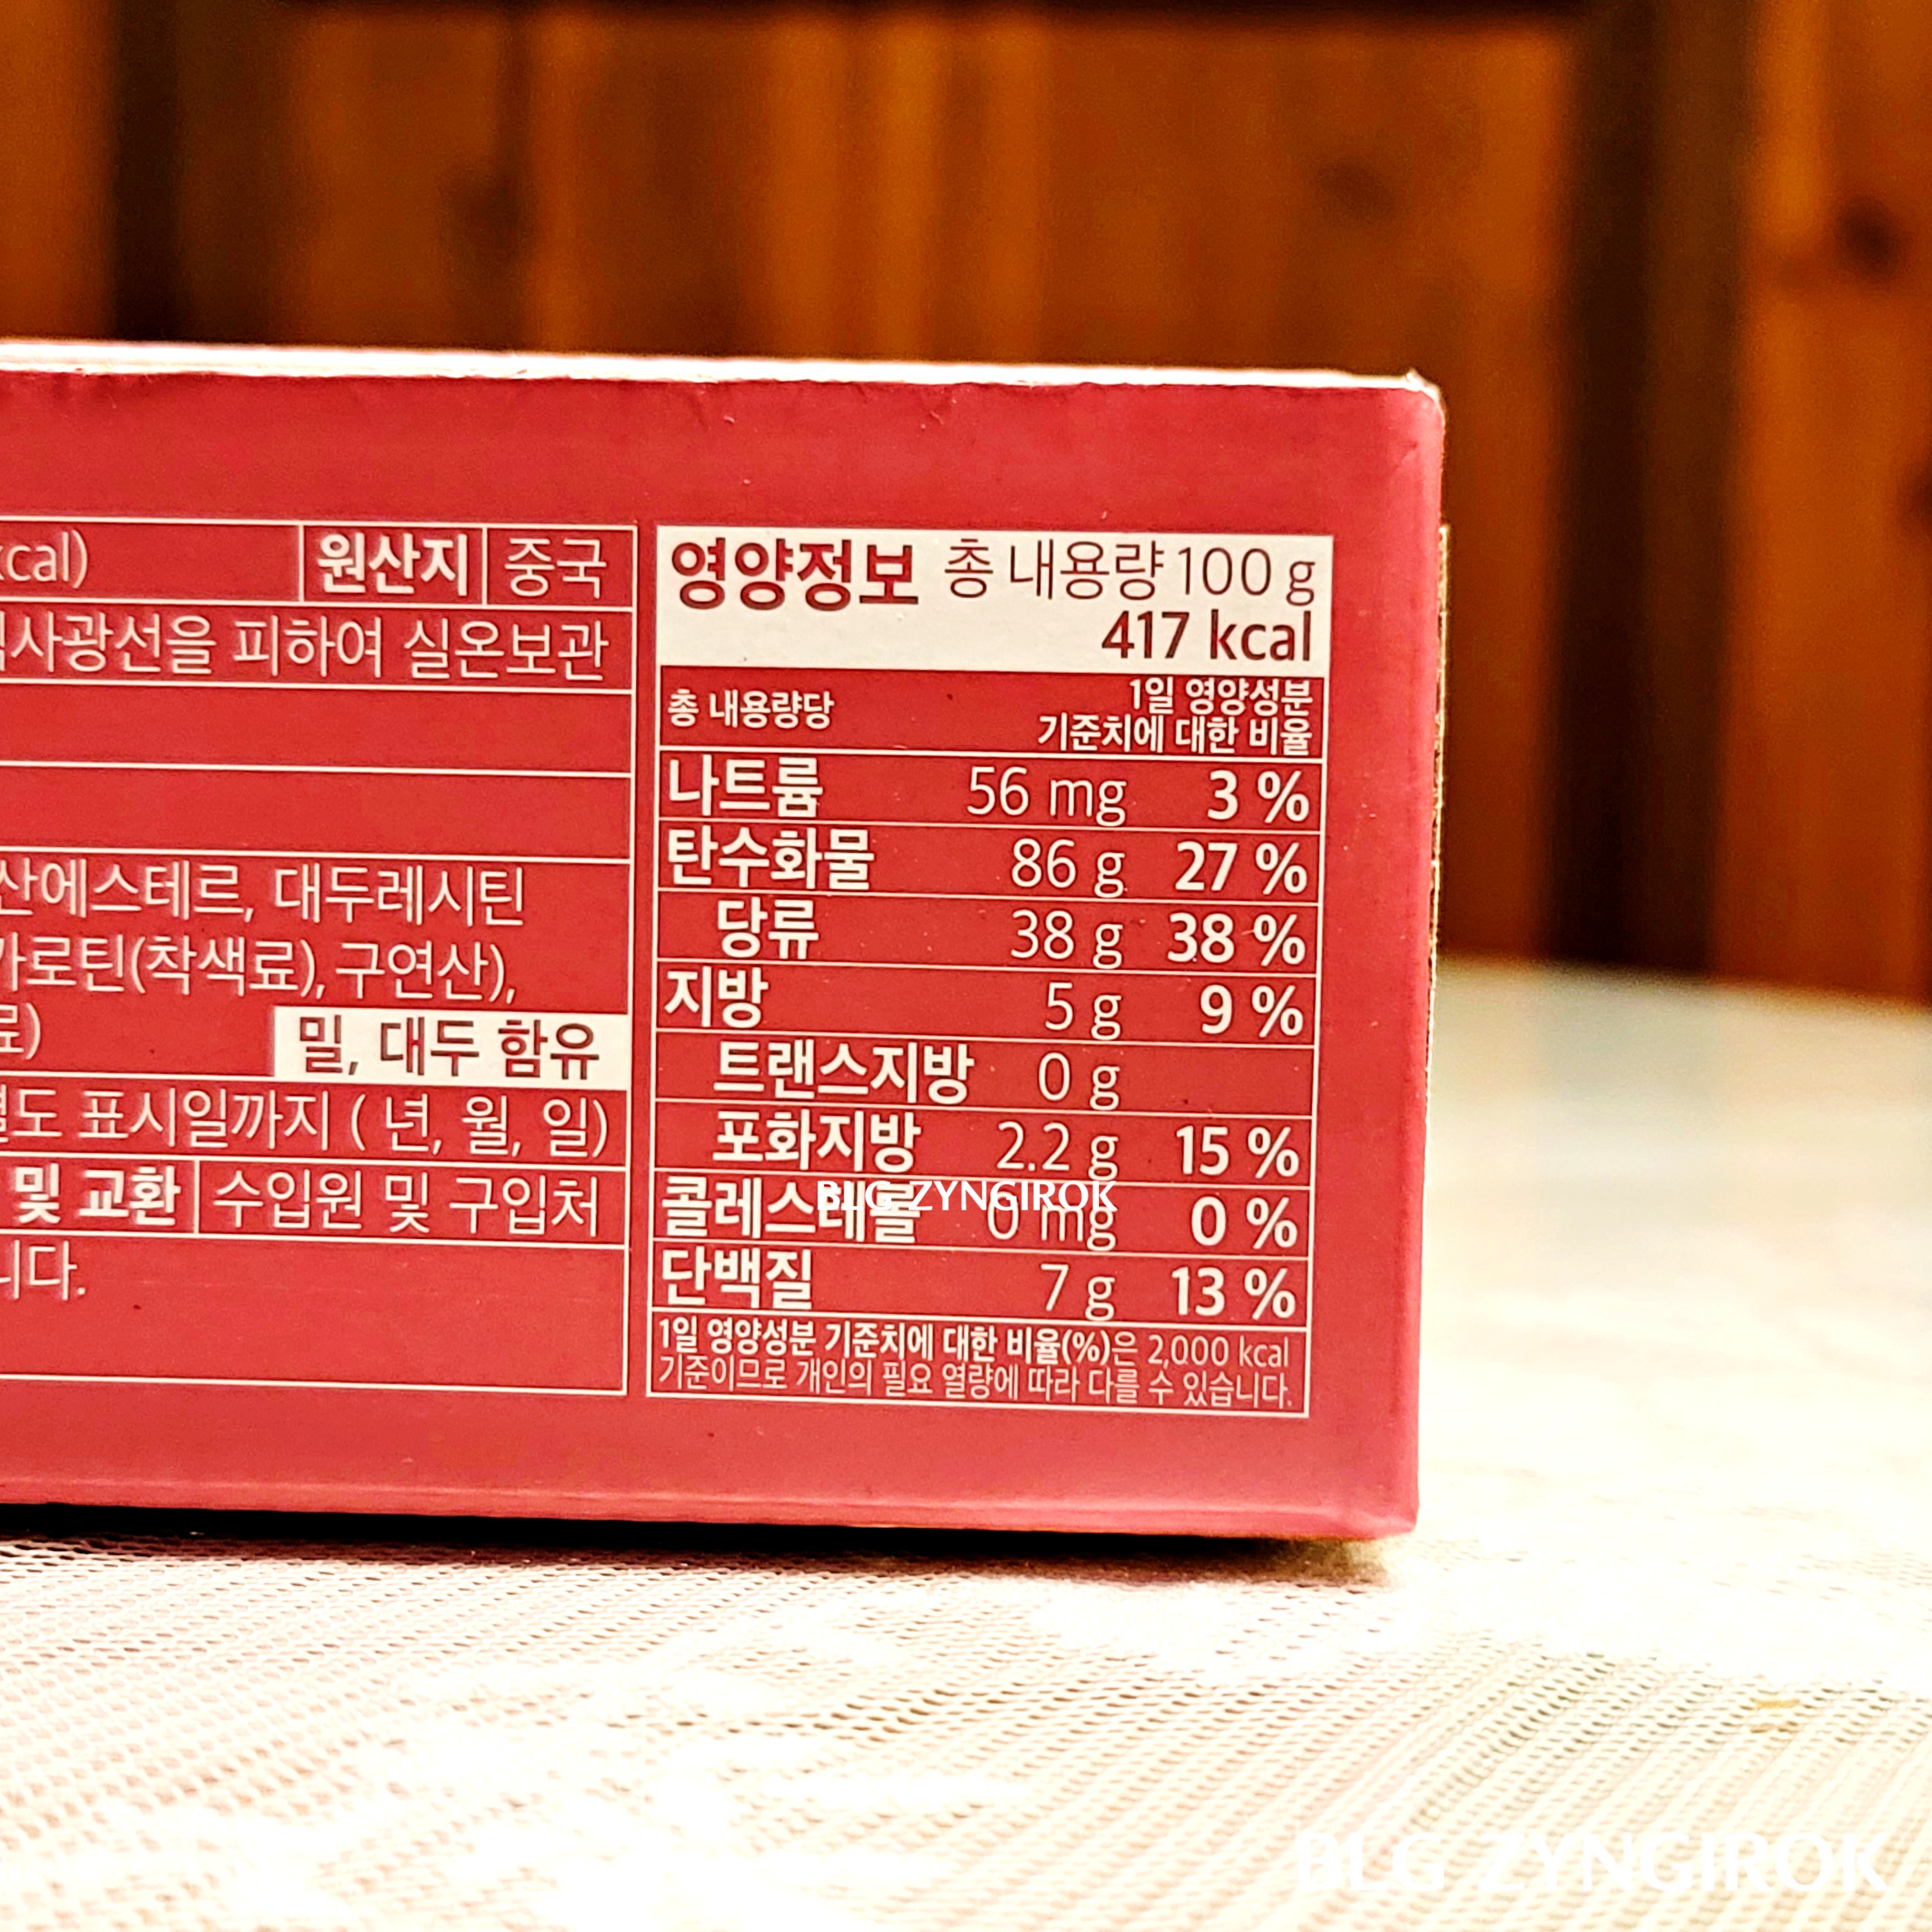 kcal) 원산지 중국
사광선을 피하여 실온보관
산에스테르, 대두레시틴
카로틴(착색료), 구연산),
료) 밀, 대두 함유
별도 표시일까지 ( 년, 월, 일)
및 교환 수입원 및 구입처
니다.
영양정보 총 내용량 100 g
417 kcal
총 내용량당 1일 영양성분
기준치에 대한 비율
나트륨 56 mg 3 %
탄수화물 86 g 27 %
당류 38 g 38 %
지방 5 g 9 %
트랜스지방 0 g
포화지방 2.2 g 15 %
콜레스테롤 0 mg 0 %
단백질 7 g 13 %
1일 영양성분 기준치에 대한 비율(%)은 2,000 kcal
기준이므로 개인의 필요 열량에 따라 다를 수 있습니다.
BLG ZYNGIROK
BLG ZYNGIROK